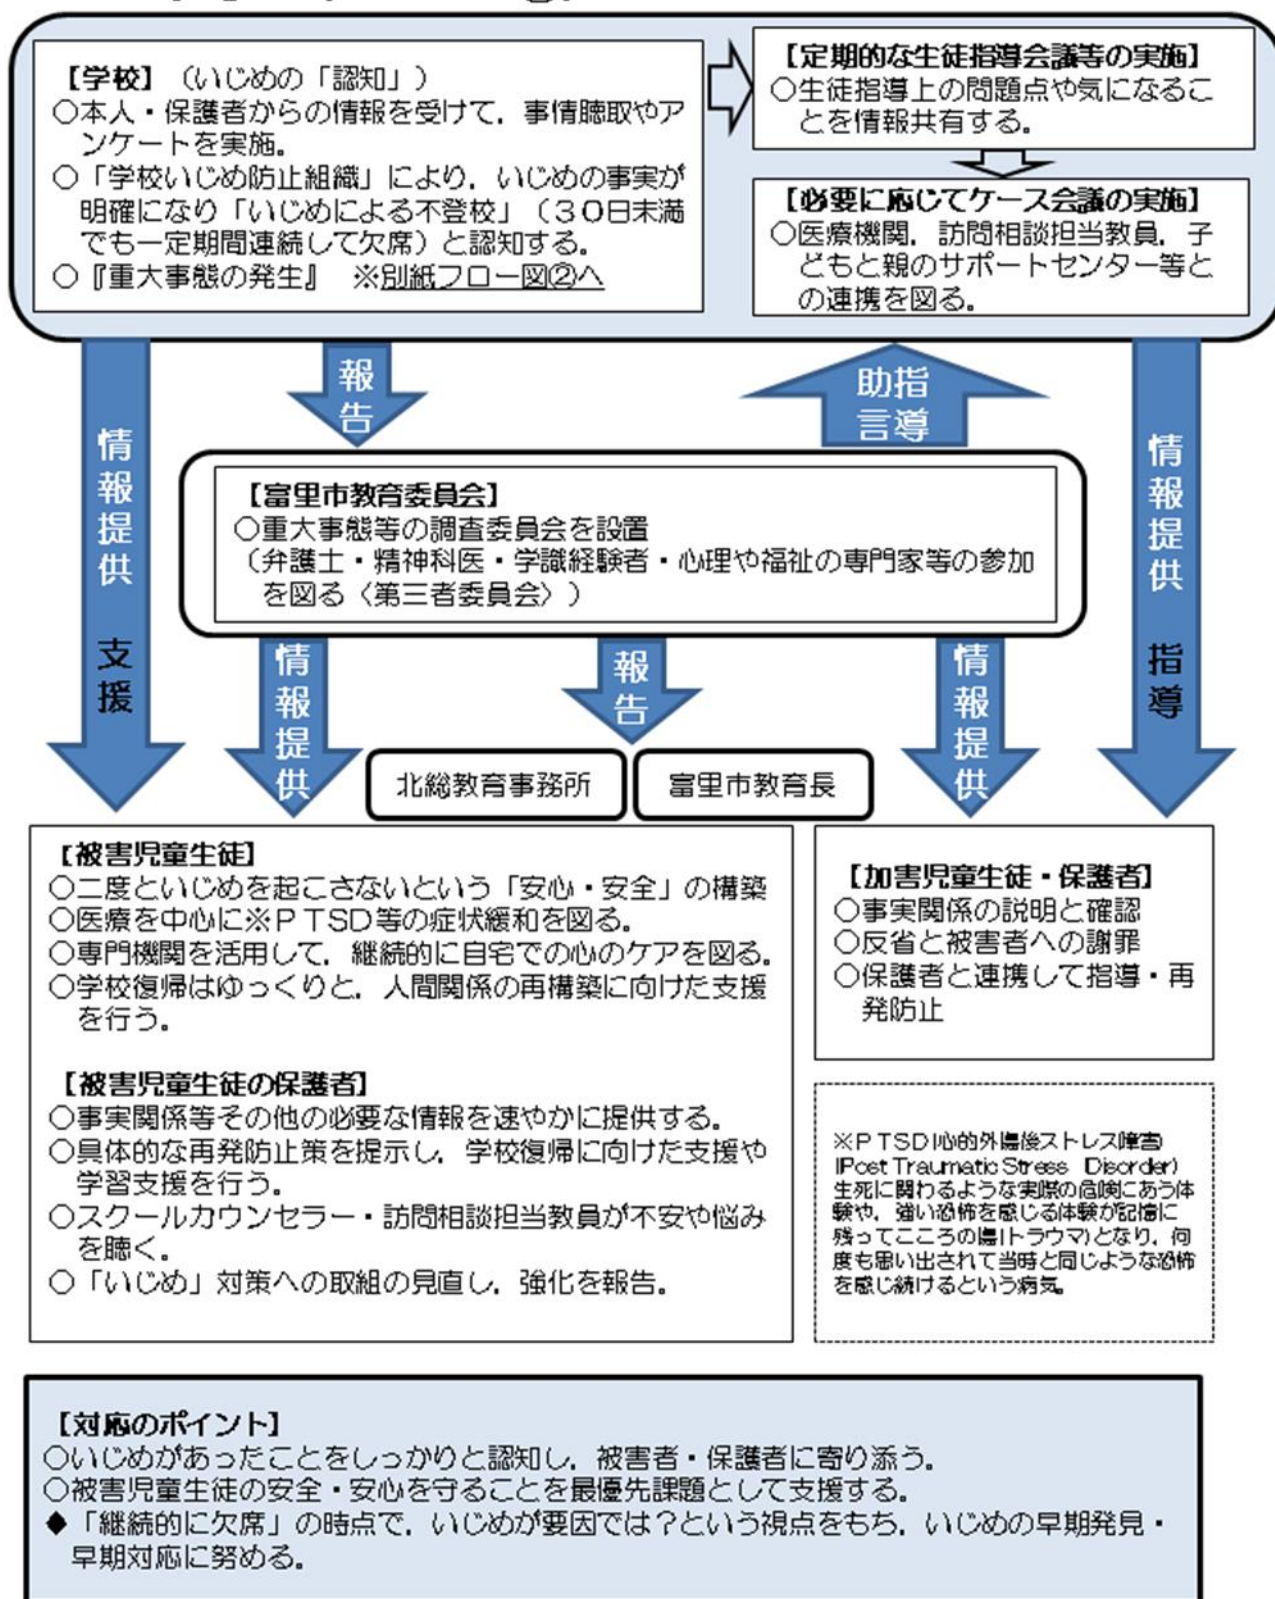 【学校】（いじめの「認知」）
○本人・保護者からの情報を受けて，事情聴取やア
ンケートを実施。
○「学校いじめ防止組織」により，いじめの事実が
明確になり「いじめによる不登校」（３０日未満
でも一定期間連続して欠席）と認知する。
○『重大事態の発生』　※別紙フロー図②へ
【定期的な生徒指導会議等の実施】
○生徒指導上の問題点や気になるこ
とを情報共有する。
【必要に応じてケース会議の実施】
○医療機関，訪問相談担当教員，子
どもと親のサポートセンター等と
の連携を図る。
情報提供　支援
報告
助言
指導
情報提供　指導
【富里市教育委員会】
○重大事態等の調査委員会を設置
（弁護士・精神科医・学識経験者・心理や福祉の専門家等の参加
を図る〈第三者委員会〉）
情報提供
報告
情報提供
北総教育事務所
富里市教育長
【被害児童生徒】
○二度といじめを起こさないという「安心・安全」の構築
○医療を中心に※ＰＴＳＤ等の症状緩和を図る。
○専門機関を活用して，継続的に自宅での心のケアを図る。
○学校復帰はゆっくりと，人間関係の再構築に向けた支援
を行う。
【被害児童生徒の保護者】
○事実関係等その他の必要な情報を速やかに提供する。
○具体的な再発防止策を提示し，学校復帰に向けた支援や
学習支援を行う。
○スクールカウンセラー・訪問相談担当教員が不安や悩み
を聴く。
○「いじめ」対策への取組の見直し，強化を報告。
【加害児童生徒・保護者】
○事実関係の説明と確認
○反省と被害者への謝罪
○保護者と連携して指導・再
発防止
※ＰＴＳＤ(心的外傷後ストレス障害
(Post Traumatic Stress Disorder)
生死に関わるような実際の危険にあう体
験や，強い恐怖を感じる体験が記憶に
残ってこころの傷(トラウマ)となり，何
度も思い出されて当時と同じような恐怖
を感じ続けるという病気。
【対応のポイント】
○いじめがあったことをしっかりと認知し，被害者・保護者に寄り添う。
○被害児童生徒の安全・安心を守ることを最優先課題として支援する。
◆「継続的に欠席」の時点で，いじめが要因では？という視点をもち，いじめの早期発見・
早期対応に努める。